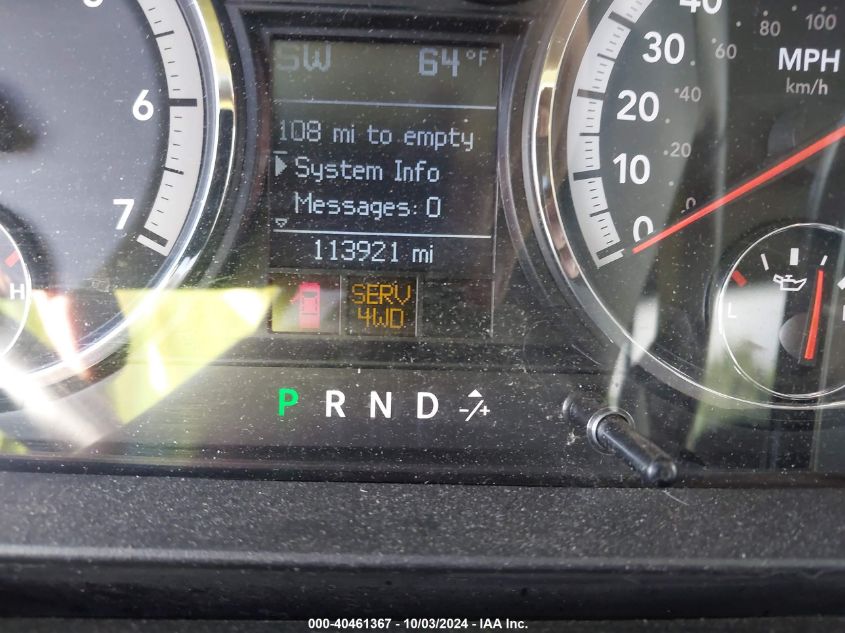 SW 64°F
108 mi to empty
System Info
Messages: 0
113921 mi
SERV
4WD
P R N D -/+
6
7
H
40
30
20
10
0
100
80
60
40
20
0
MPH
km/h
L
000-40461367 - 10/03/2024 - IAA Inc.